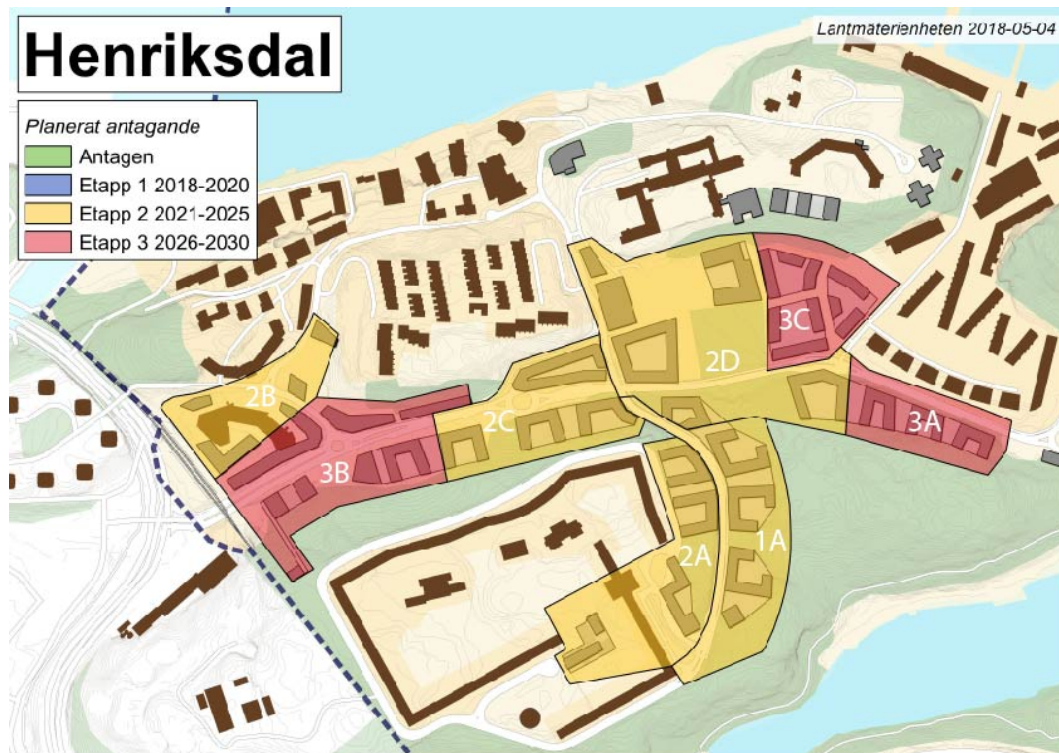 Henriksdal
Lantmäterienheten 2018-05-04
Planerat antagande
Antagen
Etapp 1 2018-2020
Etapp 2 2021-2025
Etapp 3 2026-2030
3C
2D
2B
2C
3A
3B
2A
1A